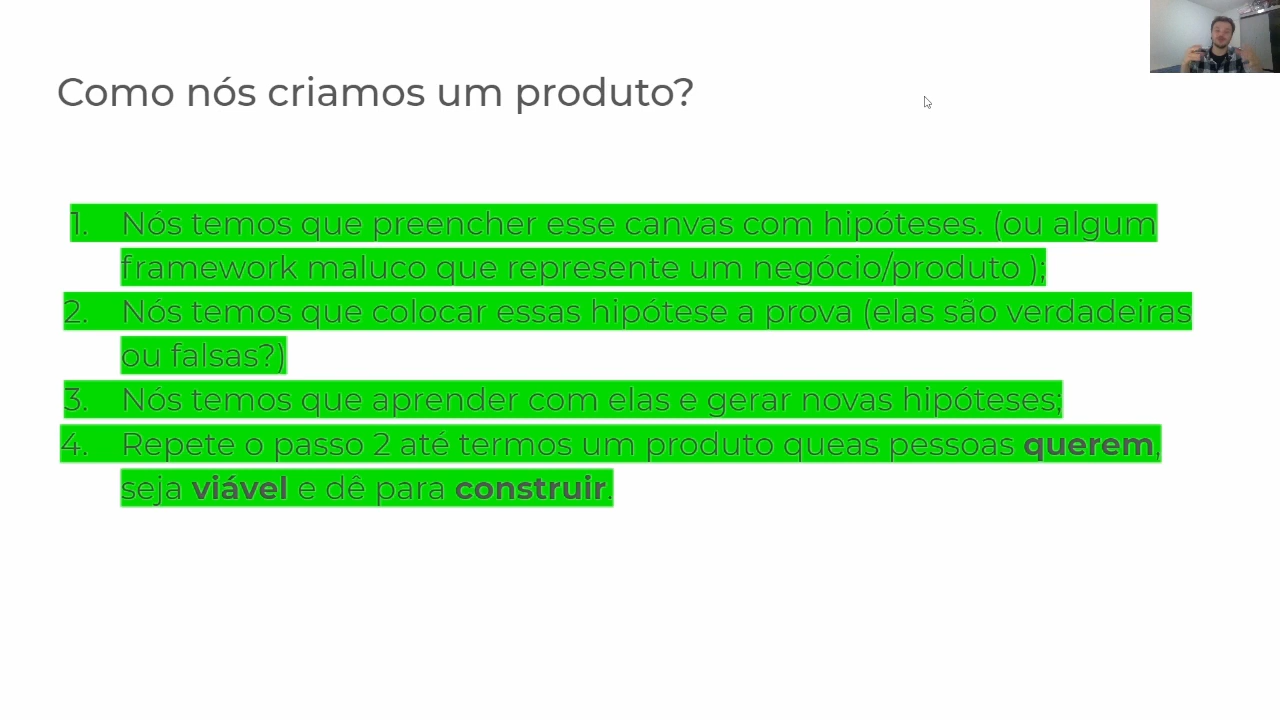 Como nós criamos um produto?
1. Nós temos que preencher esse canvas com hipóteses. (ou algum
framework maluco que represente um negócio/produto );
2. Nós temos que colocar essas hipótese a prova (elas são verdadeiras
ou falsas?)
3. Nós temos que aprender com elas e gerar novas hipóteses;
4. Repete o passo 2 até termos um produto queas pessoas querem,
seja viável e dê para construir.